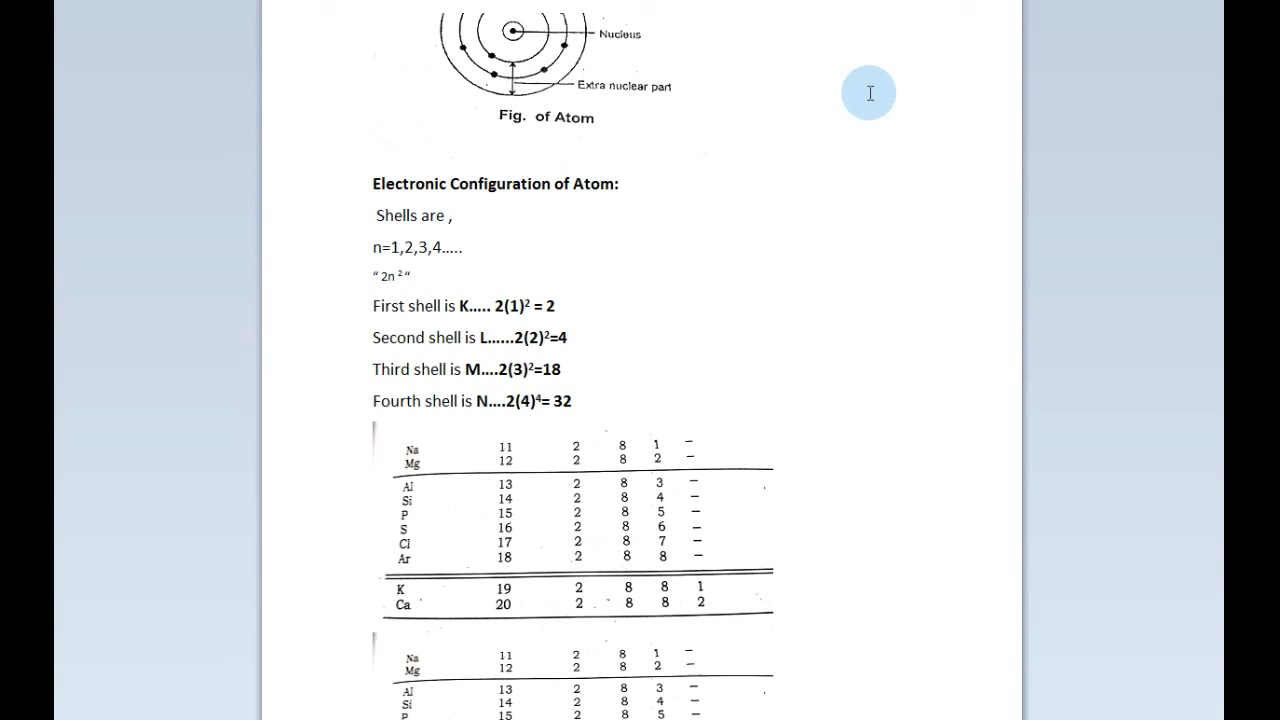 Nucleus
Extra nuclear part
Fig. of Atom
Electronic Configuration of Atom:
Shells are ,
n=1,2,3,4.....
“ 2n ² “
First shell is K..... 2(1)² = 2
Second shell is L......2(2)²=4
Third shell is M....2(3)²=18
Fourth shell is N....2(4)⁴= 32
Na 11 2 8 1 –
Mg 12 2 8 2 –
Al 13 2 8 3 –
Si 14 2 8 4 –
P 15 2 8 5 –
S 16 2 8 6 –
Cl 17 2 8 7 –
Ar 18 2 8 8 –
K 19 2 8 8 1
Ca 20 2 8 8 2
Na 11 2 8 1 –
Mg 12 2 8 2 –
Al 13 2 8 3 –
Si 14 2 8 4 –
P 15 2 8 5 –